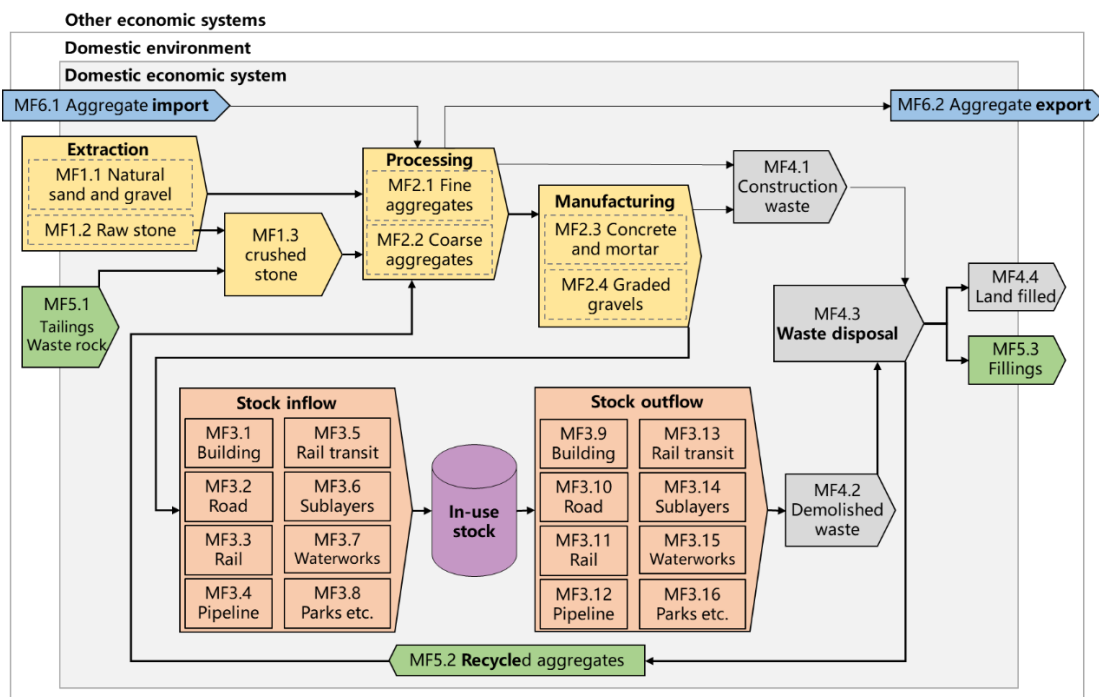 Other economic systems
Domestic environment
Domestic economic system
MF6.1 Aggregate import
MF6.2 Aggregate export
Extraction
MF1.1 Natural
sand and gravel
MF1.2 Raw stone
MF1.3
crushed
stone
MF5.1
Tailings
Waste rock
Processing
MF2.1 Fine
aggregates
MF2.2 Coarse
aggregates
Manufacturing
MF2.3 Concrete
and mortar
MF2.4 Graded
gravels
MF4.1
Construction
waste
MF4.3
Waste disposal
MF4.4
Land filled
MF5.3
Fillings
Stock inflow
MF3.1
Building
MF3.5
Rail transit
MF3.2
Road
MF3.6
Sublayers
MF3.3
Rail
MF3.7
Waterworks
MF3.4
Pipeline
MF3.8
Parks etc.
In-use
stock
Stock outflow
MF3.9
Building
MF3.13
Rail transit
MF3.10
Road
MF3.14
Sublayers
MF3.11
Rail
MF3.15
Waterworks
MF3.12
Pipeline
MF3.16
Parks etc.
MF4.2
Demolished
waste
MF5.2 Recycled aggregates